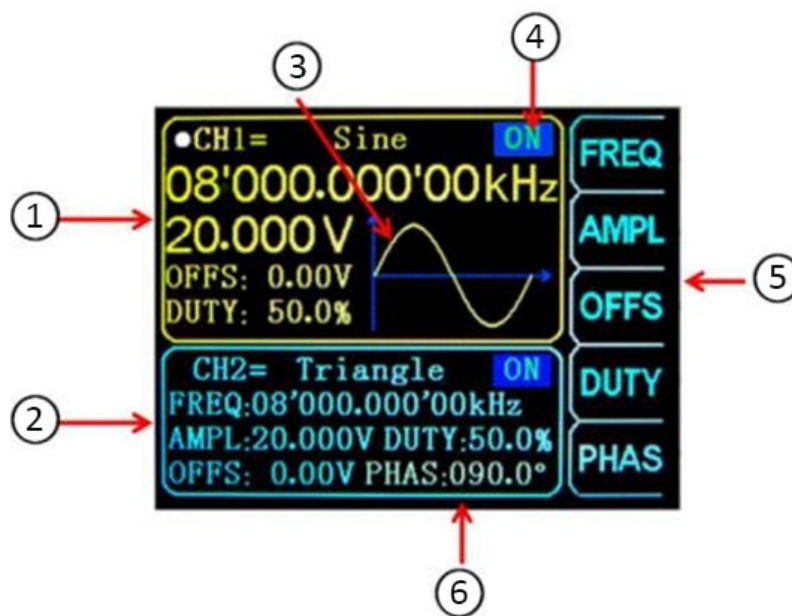 3
4
CH1= Sine ON
08'000.000'00kHz
20.000V
OFFS: 0.00V
DUTY: 50.0%
1
CH2= Triangle ON
FREQ:08'000.000'00kHz
AMPL:20.000V DUTY:50.0%
OFFS: 0.00V PHAS:090.0°
2
FREQ
AMPL
OFFS
DUTY
PHAS
5
6